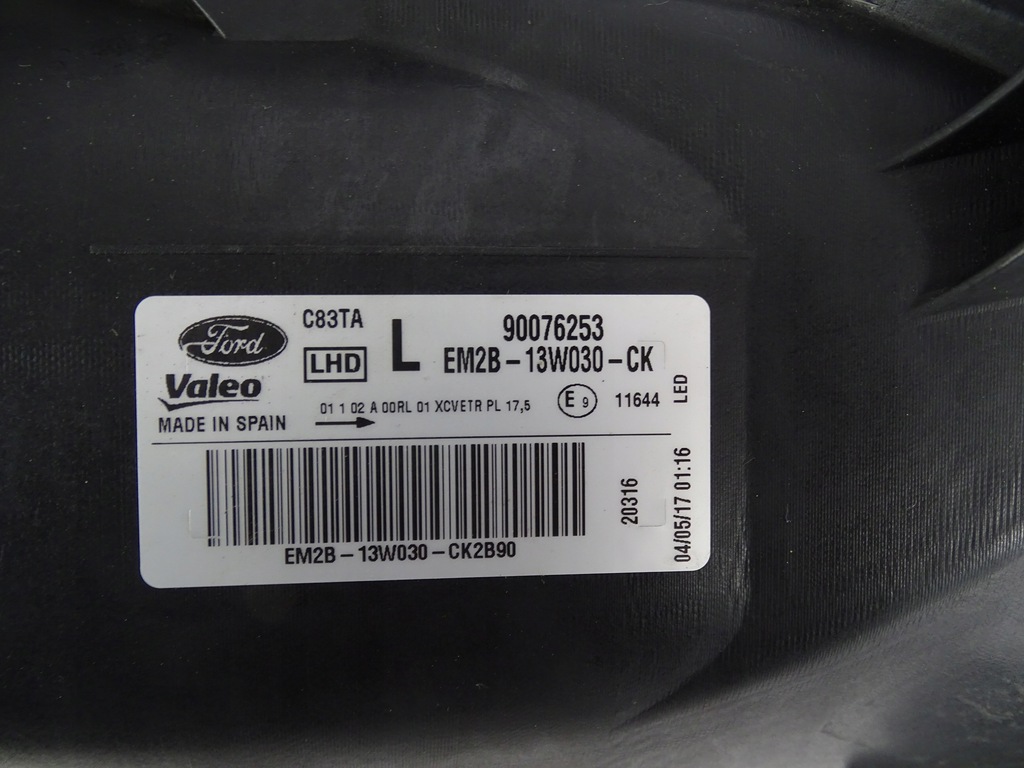 Ford
C83TA
L
90076253
LHD
EM2B-13W030-CK
Valeo
01 1 02 A 00RL 01 XCVETR PL 17,5
E 9
11644
LED
MADE IN SPAIN
20316
04/05/17 01:16
EM2B-13W030-CK2B90